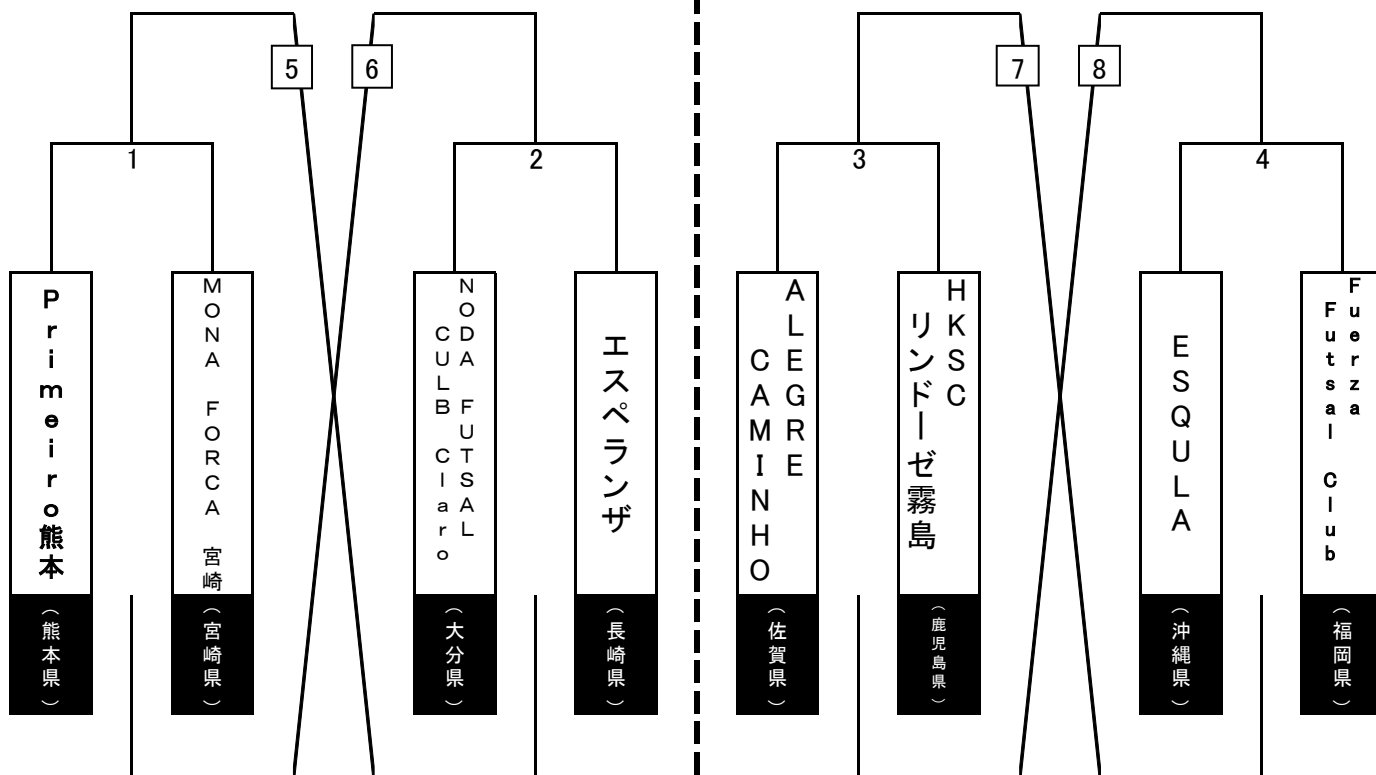 5
6
7
8
1
2
3
4
Primeiro熊本
(熊本県)
MONA FORCA 宮崎
(宮崎県)
NODA FUTSAL
CULB Claro
(大分県)
エスペランザ
(長崎県)
ALEGRE
CAMINHO
(佐賀県)
HKSC
リンドーゼ霧島
(鹿児島県)
ESQULA
(沖縄県)
Fuerza
Futsal Club
(福岡県)